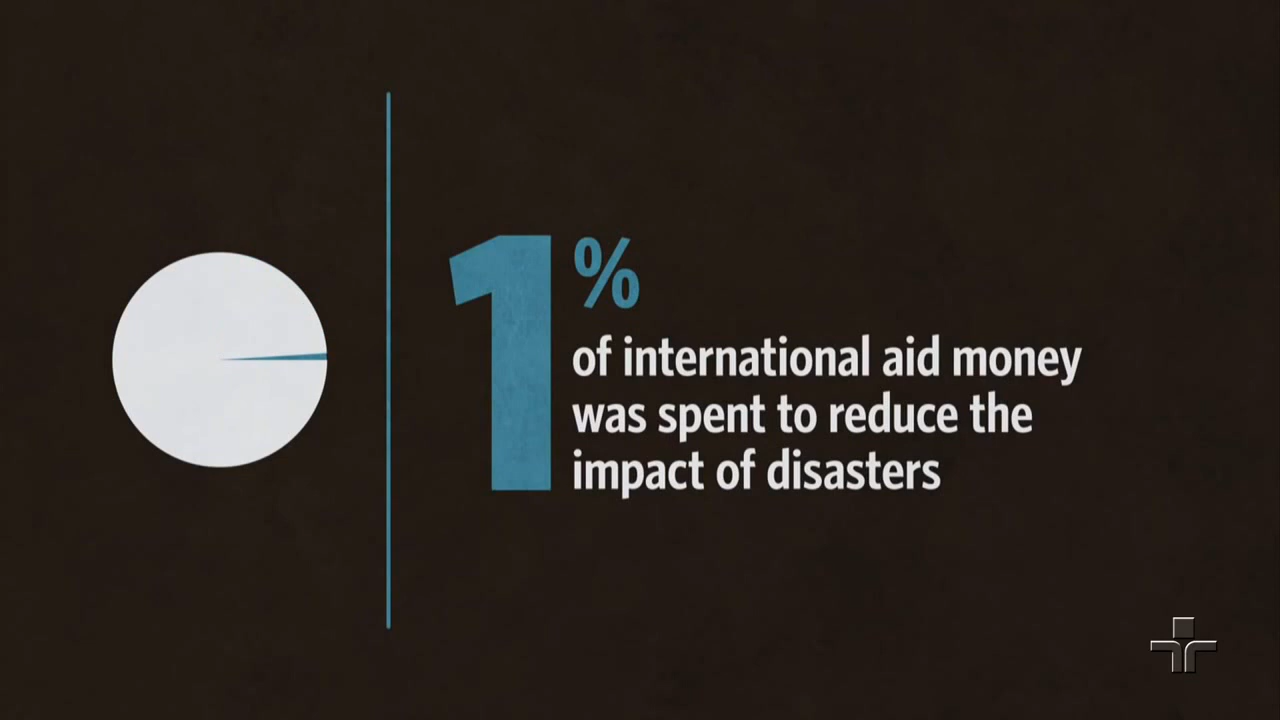 1%
of international aid money
was spent to reduce the
impact of disasters